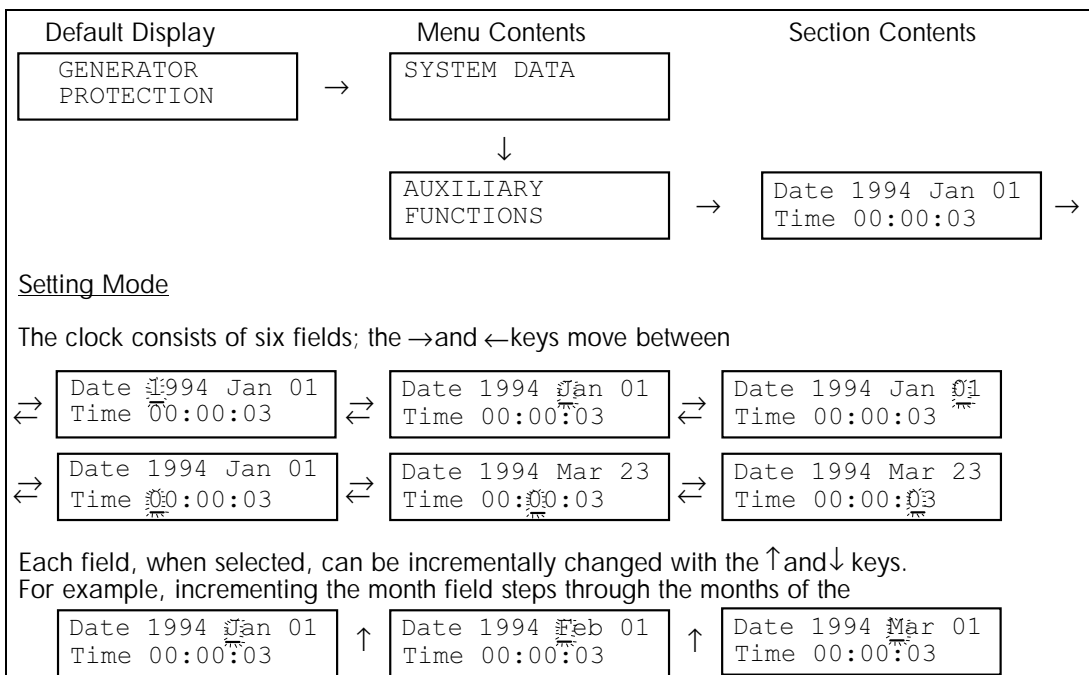 Default Display Menu Contents Section Contents
GENERATOR
PROTECTION
→
SYSTEM DATA
↓
AUXILIARY
FUNCTIONS
→
Date 1994 Jan 01
Time 00:00:03
→
Setting Mode
The clock consists of six fields; the → and ← keys move between
⇄
Date 1994 Jan 01
Time 00:00:03
⇄
Date 1994 Jan 01
Time 00:00:03
⇄
Date 1994 Jan 01
Time 00:00:03
⇄
Date 1994 Jan 01
Time 00:00:03
⇄
Date 1994 Mar 23
Time 00:00:03
⇄
Date 1994 Mar 23
Time 00:00:03
Each field, when selected, can be incrementally changed with the ↑ and ↓ keys.
For example, incrementing the month field steps through the months of the
Date 1994 Jan 01
Time 00:00:03
↑
Date 1994 Feb 01
Time 00:00:03
↑
Date 1994 Mar 01
Time 00:00:03